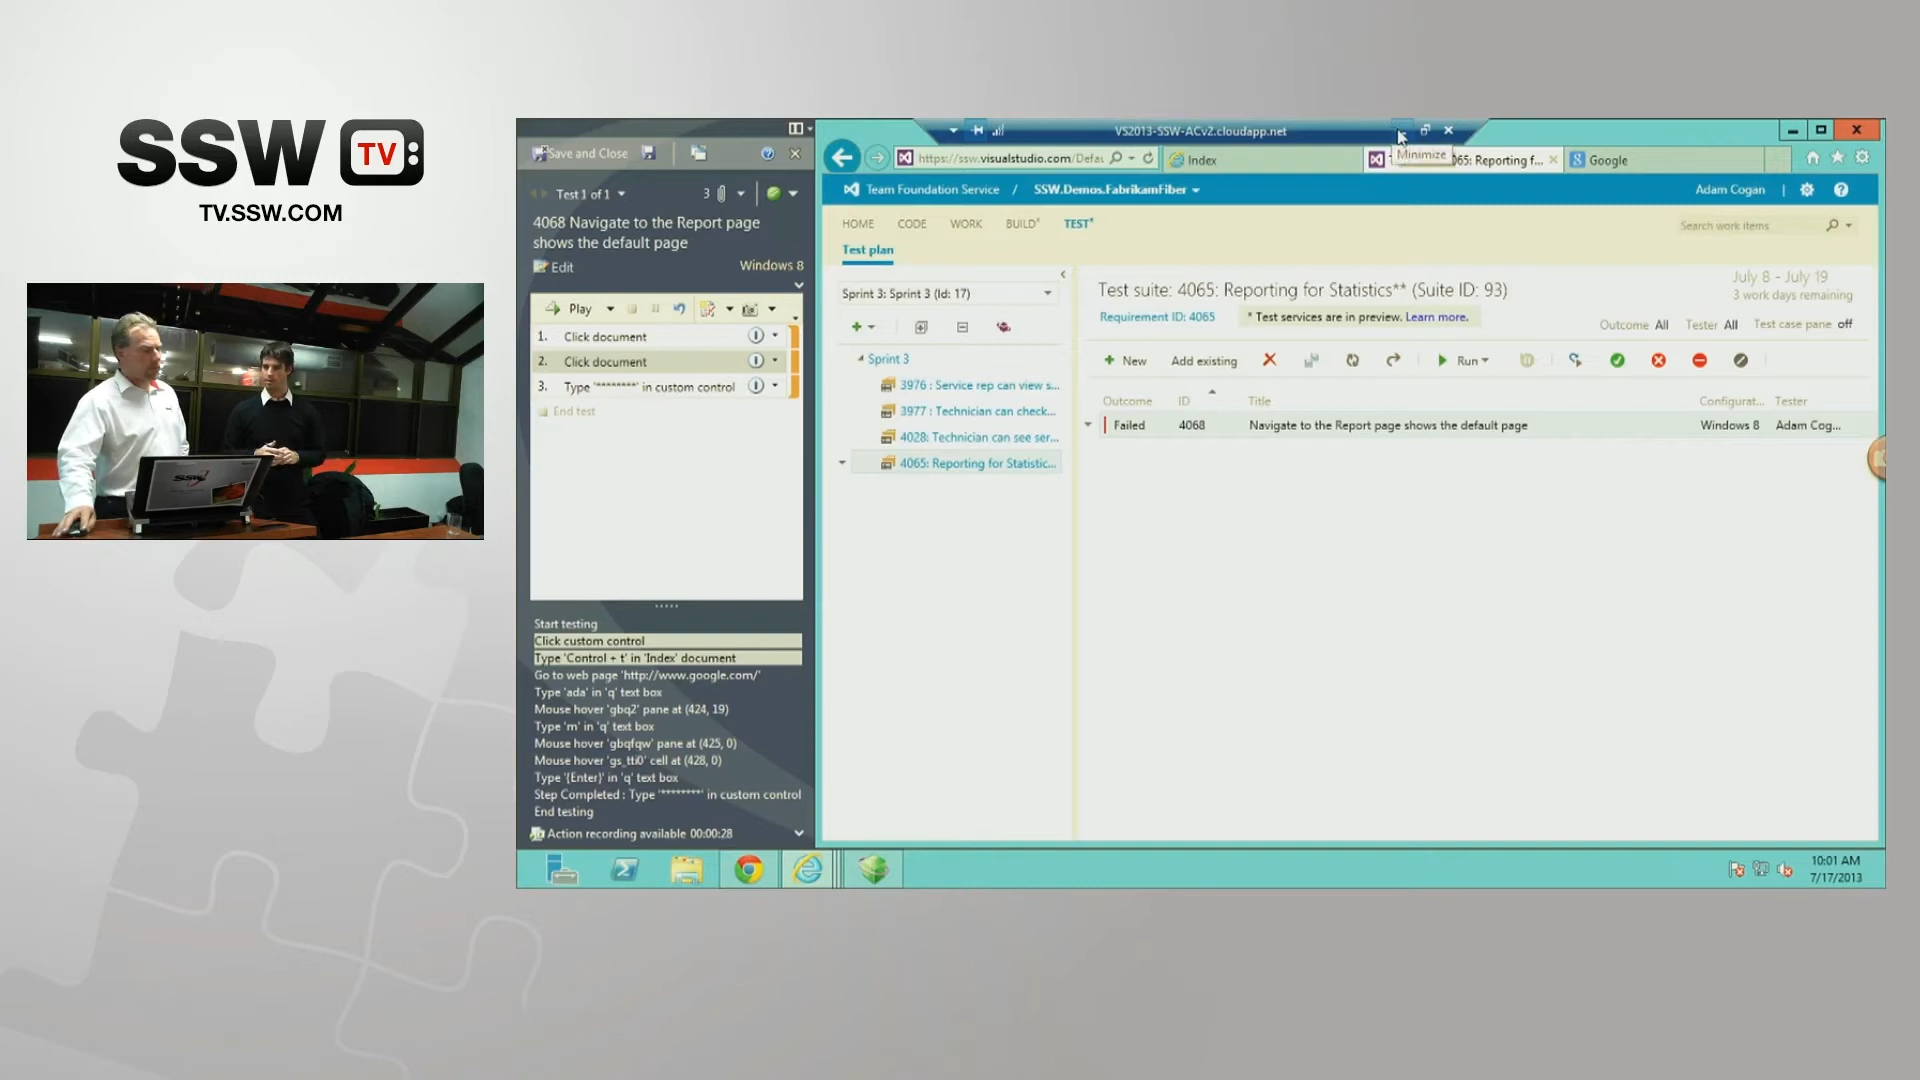 SSW TV:
TV.SSW.COM
SSW
VS2013-SSW-ACv2.cloudapp.net
Minimize
Save and Close
Test 1 of 1
3
4068 Navigate to the Report page
shows the default page
Edit
Windows 8
Play
1. Click document
2. Click document
3. Type '********' in custom control
End test
Start testing
Click custom control
Type 'Control + t' in 'Index' document
Go to web page 'http://www.google.com/'
Type 'ada' in 'q' text box
Mouse hover 'gbq2' pane at (424, 19)
Type 'm' in 'q' text box
Mouse hover 'gbqfqw' pane at (425, 0)
Mouse hover 'gs_tti0' cell at (428, 0)
Type '{Enter}' in 'q' text box
Step Completed : Type '********' in custom control
End testing
Action recording available 00:00:28
https://ssw.visualstudio.com/Defau
Index
065: Reporting f...
Google
Team Foundation Service / SSW.Demos.FabrikamFiber
Adam Cogan
HOME CODE WORK BUILD* TEST*
Search work items
Test plan
Sprint 3: Sprint 3 (Id: 17)
Sprint 3
3976 : Service rep can view s...
3977 : Technician can check...
4028: Technician can see ser...
4065: Reporting for Statistic...
Test suite: 4065: Reporting for Statistics** (Suite ID: 93)
July 8 - July 19
3 work days remaining
Requirement ID: 4065
* Test services are in preview. Learn more.
Outcome All Tester All Test case pane off
New Add existing Run
Outcome ID Title Configurat... Tester
Failed 4068 Navigate to the Report page shows the default page Windows 8 Adam Cog...
10:01 AM
7/17/2013